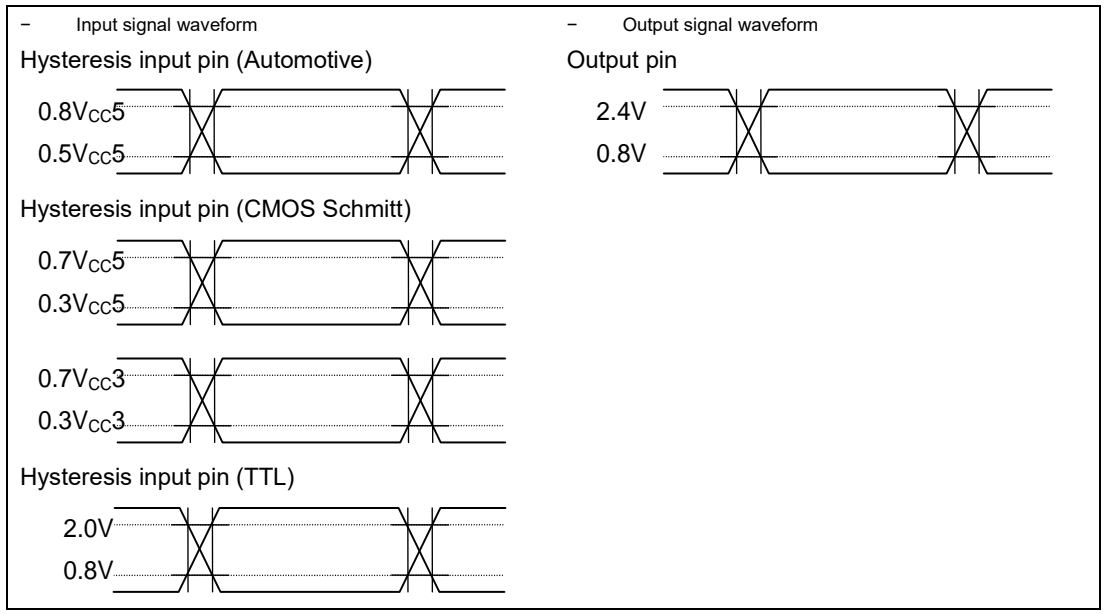 − Input signal waveform
Hysteresis input pin (Automotive)
0.8VCC5
0.5VCC5
Hysteresis input pin (CMOS Schmitt)
0.7VCC5
0.3VCC5
0.7VCC3
0.3VCC3
Hysteresis input pin (TTL)
2.0V
0.8V
− Output signal waveform
Output pin
2.4V
0.8V